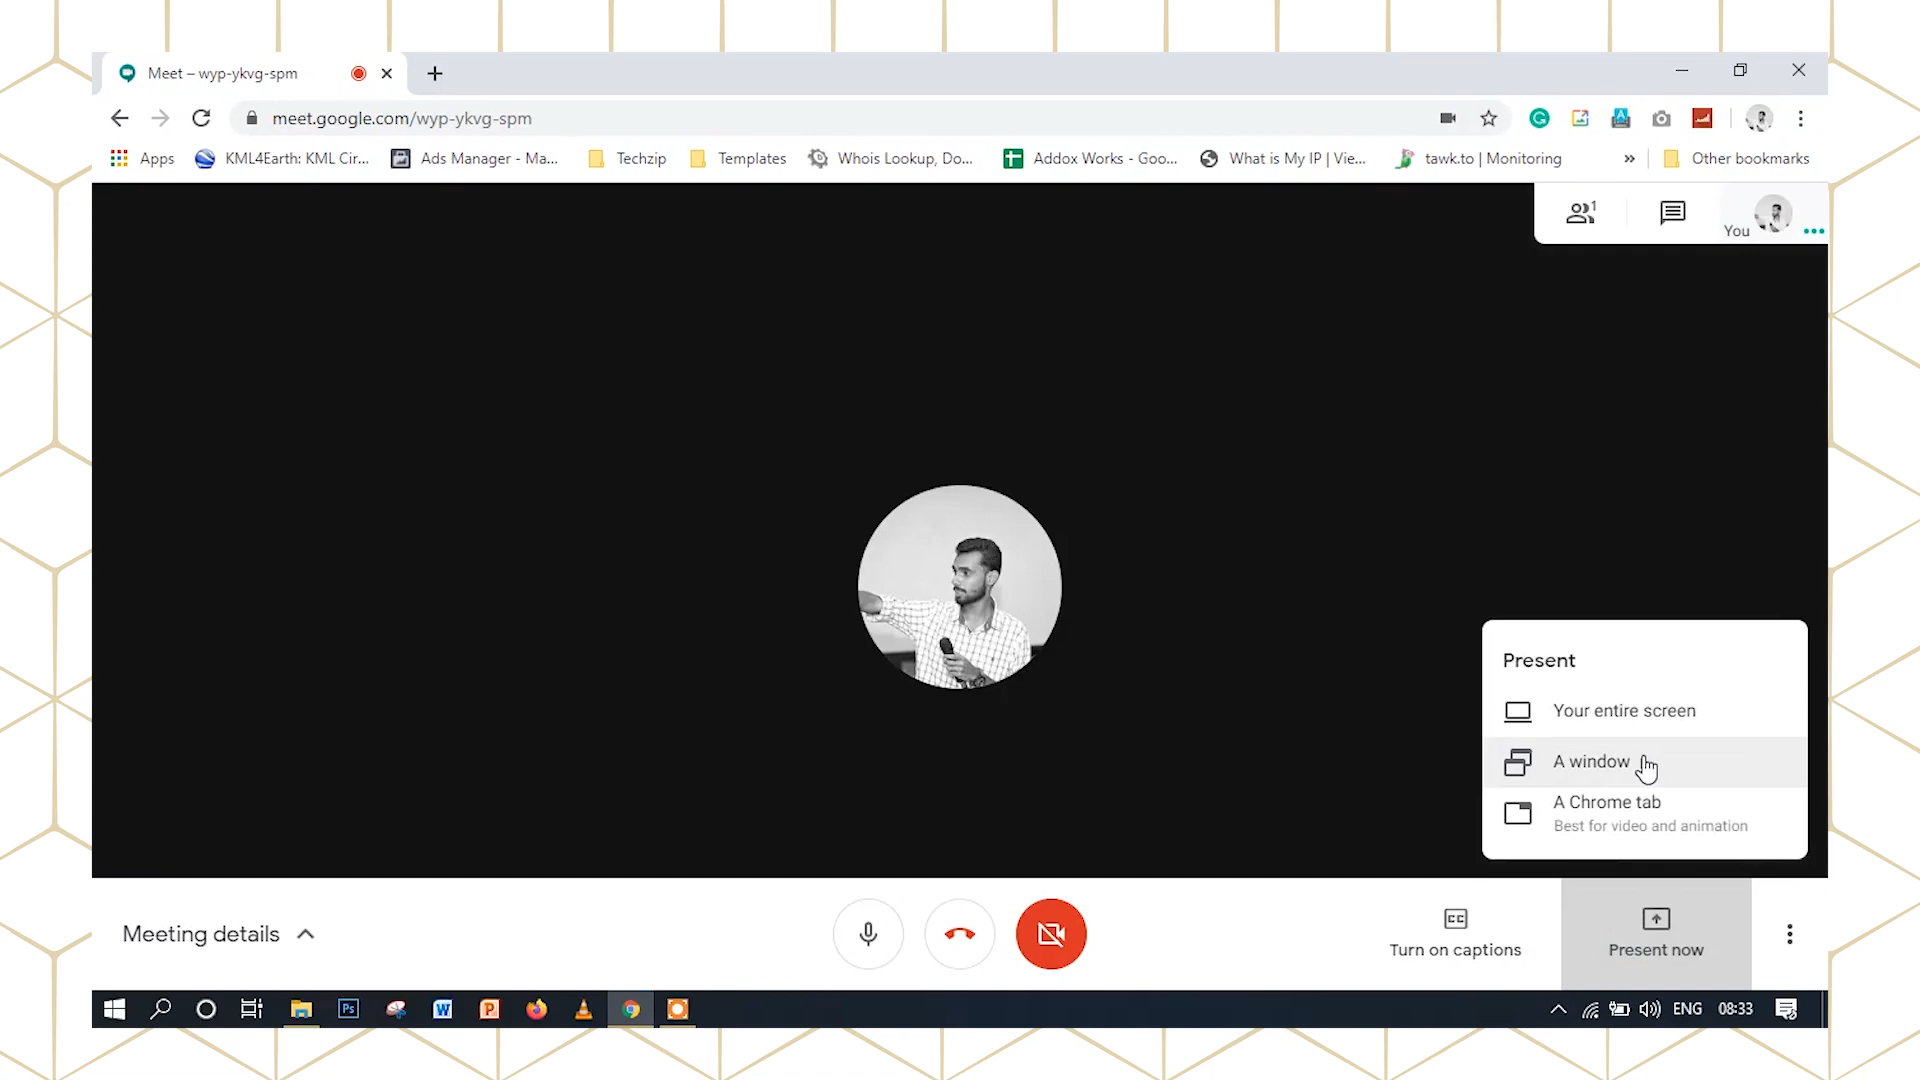 Meet – wyp-ykvg-spm
meet.google.com/wyp-ykvg-spm
Apps KML4Earth: KML Cir... Ads Manager - Ma... Techzip Templates Whois Lookup, Do... Addox Works - Goo... What is My IP | Vie... tawk.to | Monitoring » Other bookmarks
1
You
Present
Your entire screen
A window
A Chrome tab
Best for video and animation
Meeting details
CC
Turn on captions
Present now
Ps W P ENG 08:33